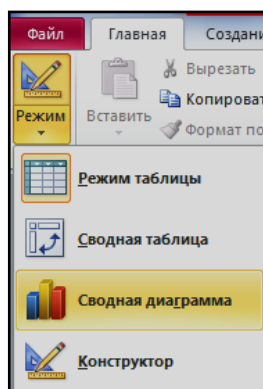 Файл Главная Создани
Вырезать
Копироват
Формат по
Режим Вставить
Режим таблицы
Сводная таблица
Сводная диаграмма
Конструктор